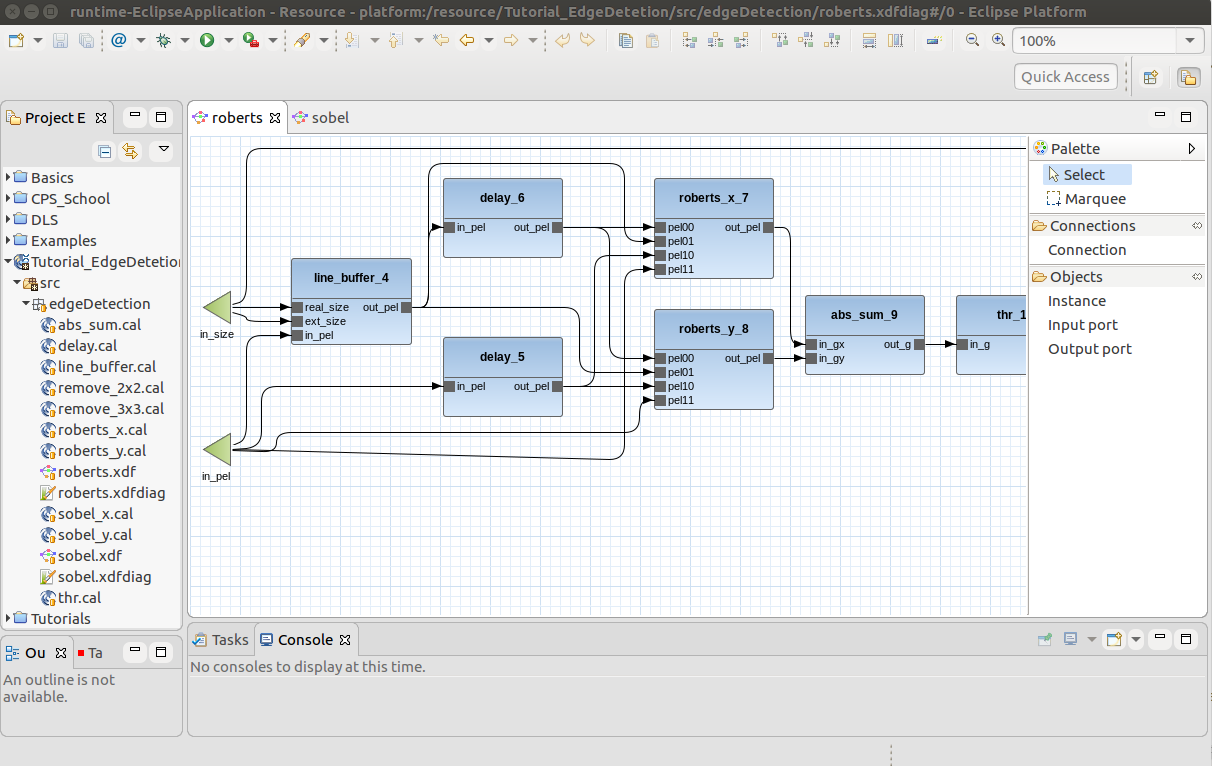 runtime-EclipseApplication - Resource - platform:/resource/Tutorial_EdgeDetetion/src/edgeDetection/roberts.xdfdiag#/0 - Eclipse Platform
@
100%
Quick Access
Project E
Basics
CPS_School
DLS
Examples
Tutorial_EdgeDetetion
src
edgeDetection
abs_sum.cal
delay.cal
line_buffer.cal
remove_2x2.cal
remove_3x3.cal
roberts_x.cal
roberts_y.cal
roberts.xdf
roberts.xdfdiag
sobel_x.cal
sobel_y.cal
sobel.xdf
sobel.xdfdiag
thr.cal
Tutorials
Ou
Ta
An outline is not
available.
roberts
sobel
in_size
in_pel
line_buffer_4
real_size
ext_size
in_pel
out_pel
delay_6
in_pel
out_pel
delay_5
in_pel
out_pel
roberts_x_7
pel00
pel01
pel10
pel11
out_pel
roberts_y_8
pel00
pel01
pel10
pel11
out_pel
abs_sum_9
in_gx
in_gy
out_g
thr_1
in_g
Palette
Select
Marquee
Connections
Connection
Objects
Instance
Input port
Output port
Tasks
Console
No consoles to display at this time.